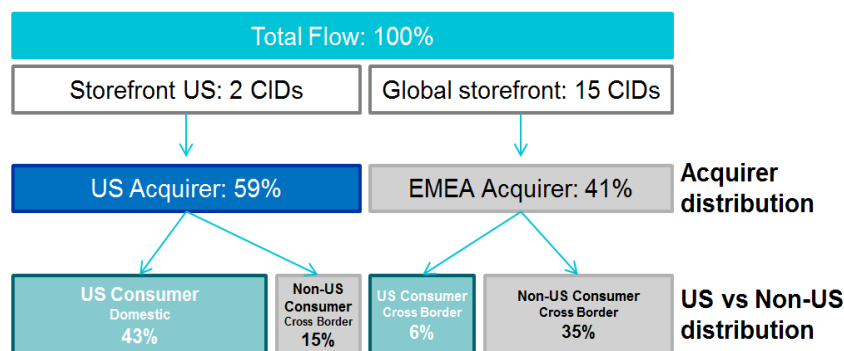 Total Flow: 100%
Storefront US: 2 CIDs
Global storefront: 15 CIDs
US Acquirer: 59%
EMEA Acquirer: 41%
Acquirer
distribution
US Consumer
Domestic
43%
Non-US
Consumer
Cross Border
15%
US Consumer
Cross Border
6%
Non-US Consumer
Cross Border
35%
US vs Non-US
distribution